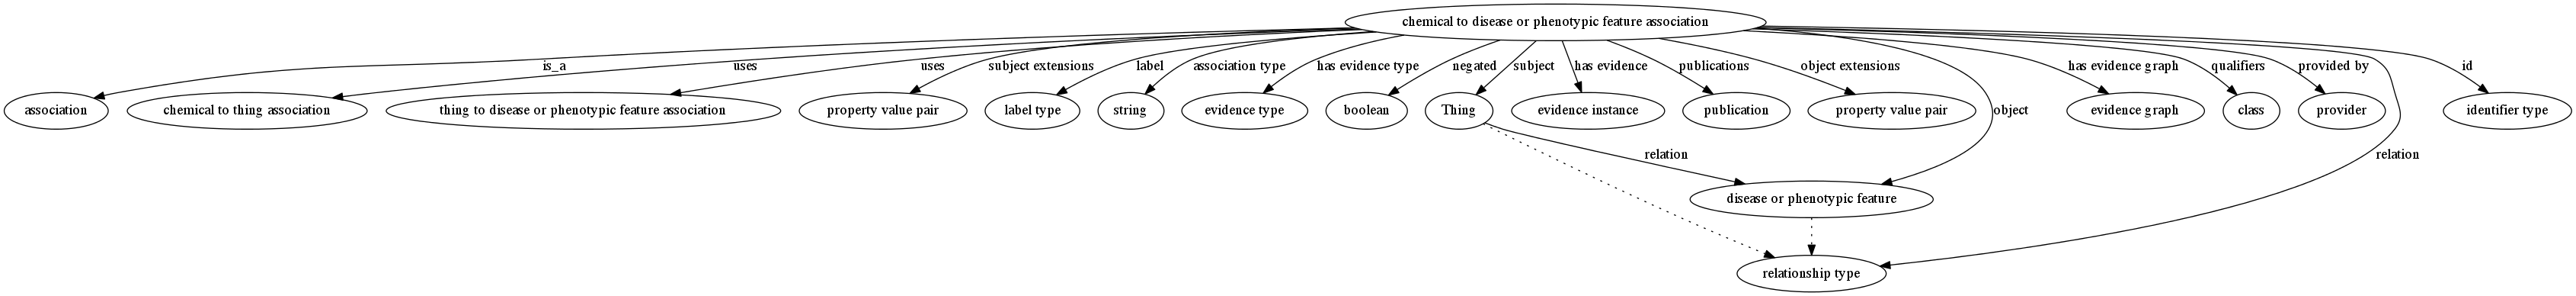 chemical to disease or phenotypic feature association
is_a
uses
uses
subject extensions
label
association type
has evidence type
negated
subject
has evidence
publications
object extensions
has evidence graph
qualifiers
provided by
id
association
chemical to thing association
thing to disease or phenotypic feature association
property value pair
label type
string
evidence type
boolean
Thing
evidence instance
publication
property value pair
object
evidence graph
class
provider
identifier type
relation
relation
disease or phenotypic feature
relationship type